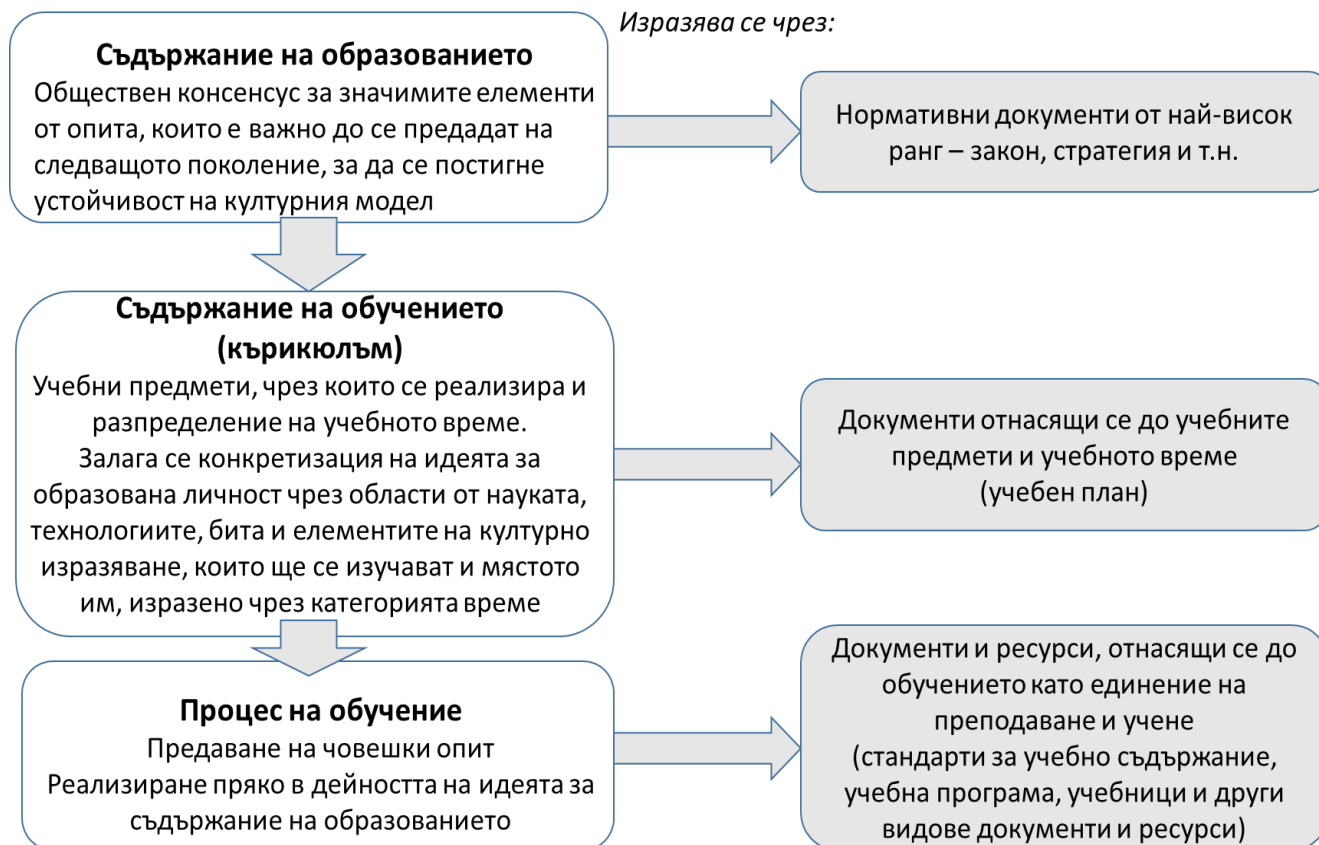 Изразява се чрез:
Съдържание на образованието
Обществен консенсус за значимите елементи
от опита, които е важно до се предадат на
следващото поколение, за да се постигне
устойчивост на културния модел
Нормативни документи от най-висок
ранг – закон, стратегия и т.н.
Съдържание на обучението
(кърикюлъм)
Учебни предмети, чрез които се реализира и
разпределение на учебното време.
Залага се конкретизация на идеята за
образована личност чрез области от науката,
технологиите, бита и елементите на културно
изразяване, които ще се изучават и мястото
им, изразено чрез категорията време
Документи отнасящи се до учебните
предмети и учебното време
(учебен план)
Процес на обучение
Предаване на човешки опит
Реализиране пряко в дейността на идеята за
съдържание на образованието
Документи и ресурси, отнасящи се до
обучението като единение на
преподаване и учене
(стандарти за учебно съдържание,
учебна програма, учебници и други
видове документи и ресурси)